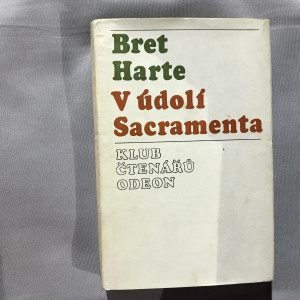 Bret
Harte
V údolí
Sacramenta
KLUB
ČTENÁŘŮ
ODEON